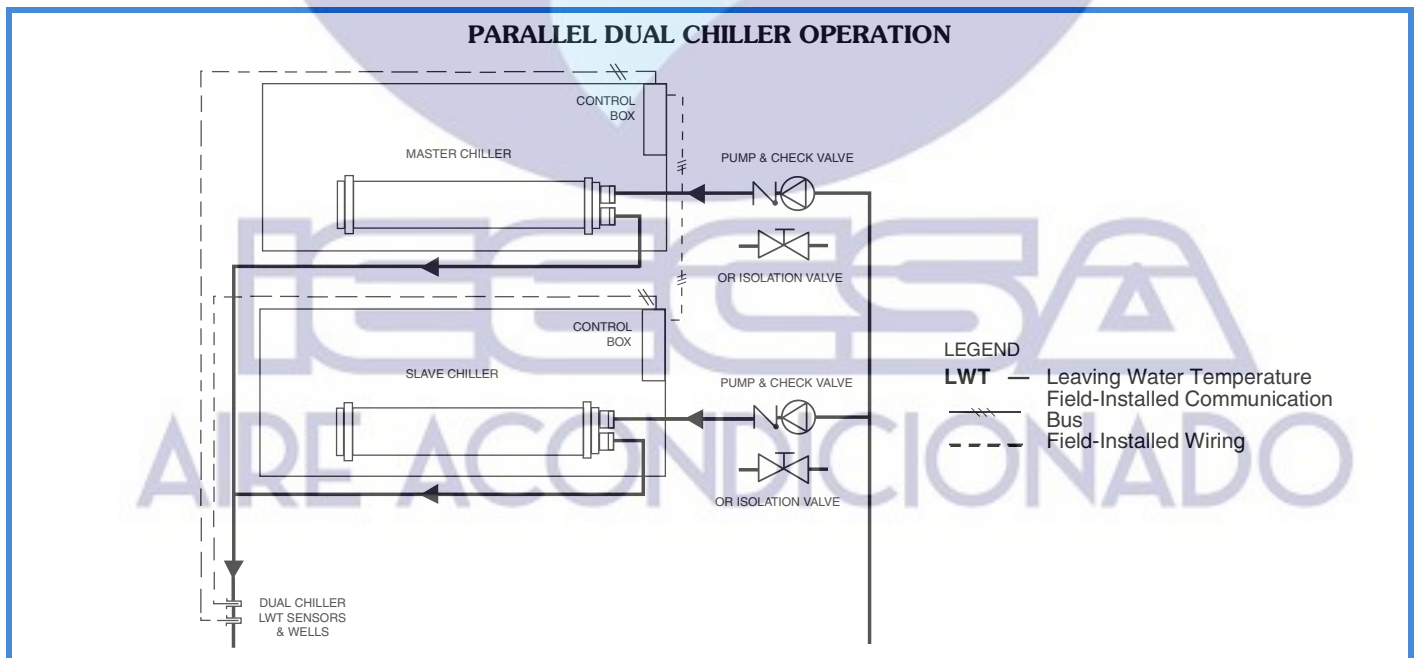 PARALLEL DUAL CHILLER OPERATION
CONTROL
BOX
MASTER CHILLER
PUMP & CHECK VALVE
OR ISOLATION VALVE
CONTROL
BOX
SLAVE CHILLER
PUMP & CHECK VALVE
OR ISOLATION VALVE
LEGEND
LWT — Leaving Water Temperature
Field-Installed Communication
Bus
Field-Installed Wiring
DUAL CHILLER
LWT SENSORS
& WELLS
IECCSA
AIRE ACONDICIONADO